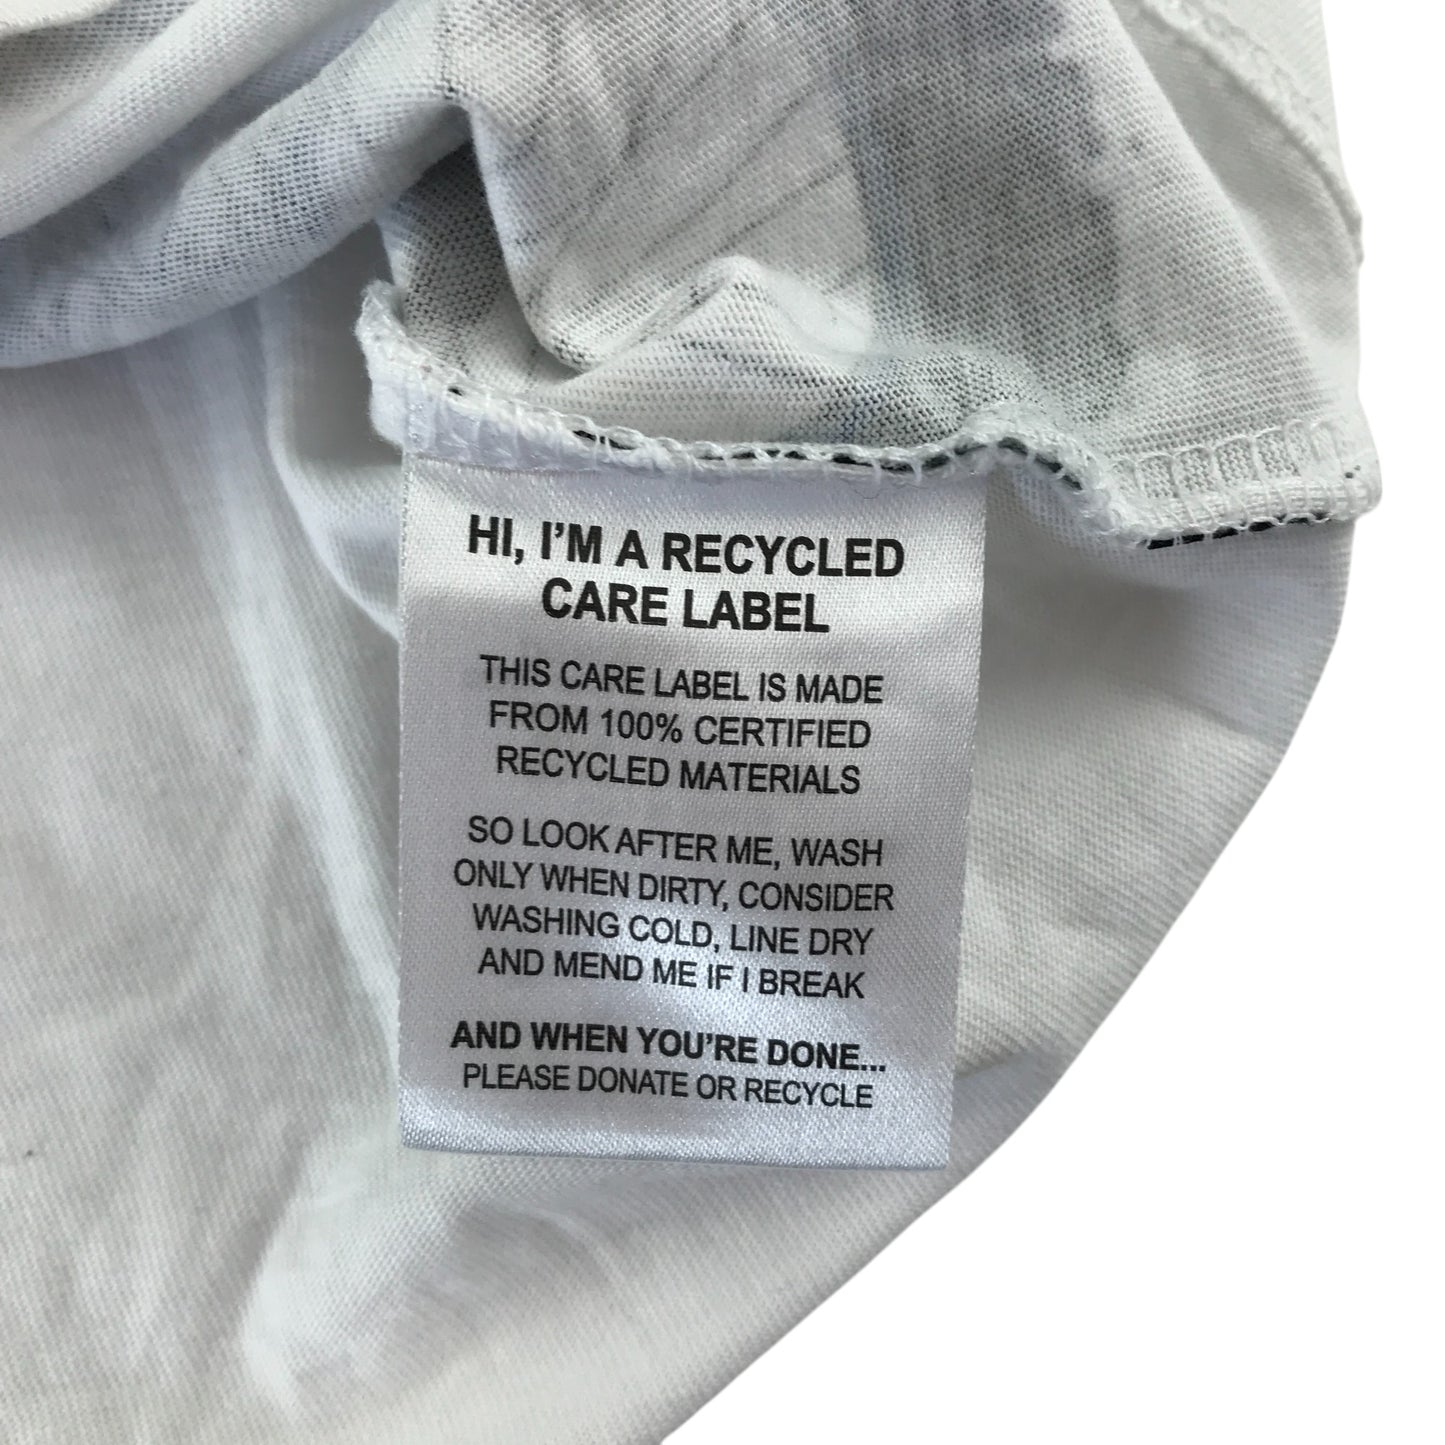 HI, I'M A RECYCLED
CARE LABEL
THIS CARE LABEL IS MADE
FROM 100% CERTIFIED
RECYCLED MATERIALS
SO LOOK AFTER ME, WASH
ONLY WHEN DIRTY, CONSIDER
WASHING COLD, LINE DRY
AND MEND ME IF I BREAK
AND WHEN YOU'RE DONE...
PLEASE DONATE OR RECYCLE